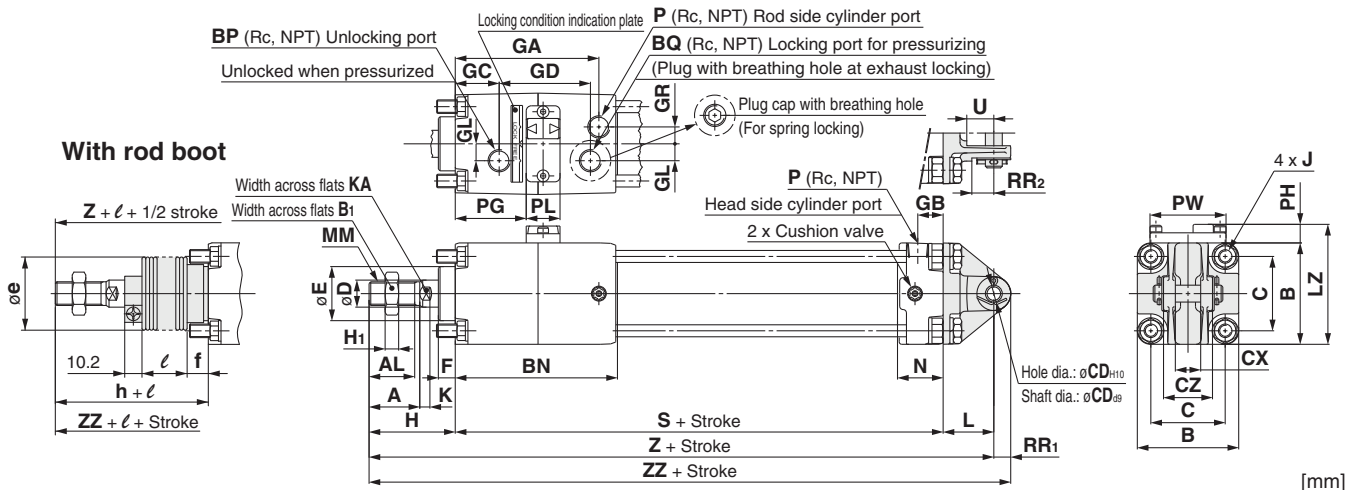 Locking condition indication plate
P (Rc, NPT) Rod side cylinder port
BP (Rc, NPT) Unlocking port
GA
BQ (Rc, NPT) Locking port for pressurizing
Unlocked when pressurized
GC
GD
(Plug with breathing hole at exhaust locking)
GR
Plug cap with breathing hole
(For spring locking)
U
GL
GL
RR2
With rod boot
4 x J
PH
PG
PL
P (Rc, NPT)
GB
PW
Width across flats KA
Head side cylinder port
Z + ℓ + 1/2 stroke
Width across flats B1
2 x Cushion valve
MM
øe
øE
øD
C
B
LZ
H1
10.2
ℓ
f
AL
F
BN
N
Hole dia.: øCDH10
CX
h + ℓ
A
K
Shaft dia.: øCDd9
CZ
ZZ + ℓ + Stroke
H
S + Stroke
L
C
Z + Stroke
RR1
B
ZZ + Stroke
[mm]